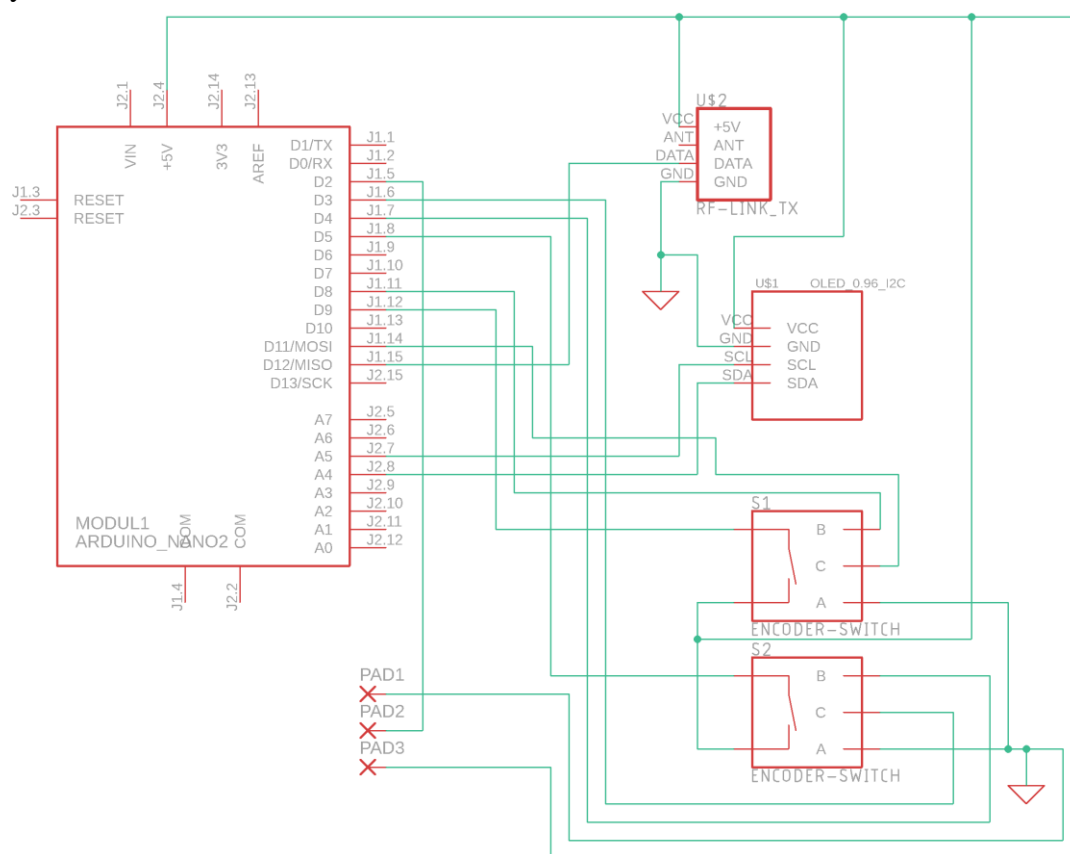 J2.1
J2.4
J2.14
J2.13
VIN
+5V
3V3
AREF
J1.3
RESET
J2.3
RESET
D1/TX
J1.1
D0/RX
J1.2
D2
J1.5
D3
J1.6
D4
J1.7
D5
J1.8
D6
J1.9
D7
J1.10
D8
J1.11
D9
J1.12
D10
J1.13
D11/MOSI
J1.14
D12/MISO
J1.15
D13/SCK
J2.15
A7
J2.5
A6
J2.6
A5
J2.7
A4
J2.8
A3
J2.9
A2
J2.10
A1
J2.11
A0
J2.12
MODUL1
ARDUINO_NANO2
COM
COM
J1.4
J2.2
U$2
VCC
+5V
ANT
ANT
DATA
DATA
GND
GND
RF-LINK_TX
U$1
OLED_0.96_I2C
VCC
VCC
GND
GND
SCL
SCL
SDA
SDA
S1
B
C
A
ENCODER-SWITCH
S2
B
C
A
ENCODER-SWITCH
PAD1
PAD2
PAD3